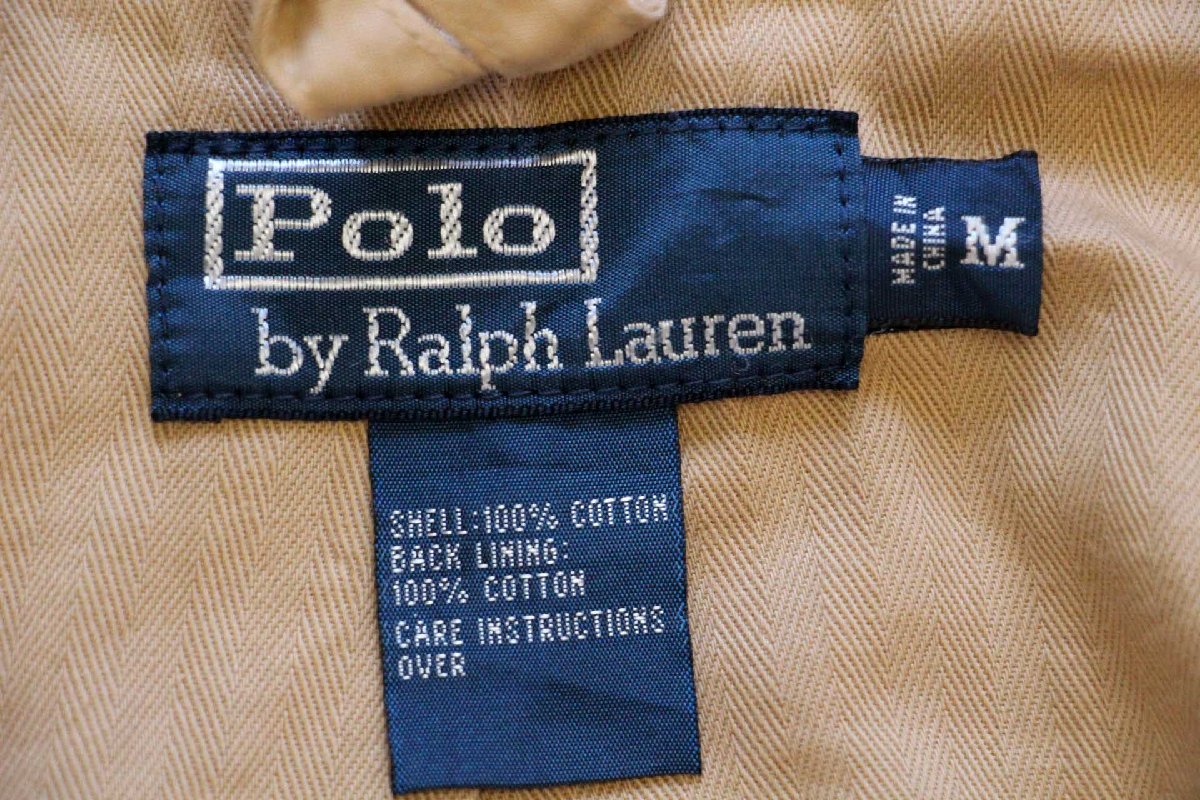 Polo
by Ralph Lauren
MADE IN
CHINA
M
SHELL:100% COTTON
BACK LINING:
100% COTTON
CARE INSTRUCTIONS
OVER